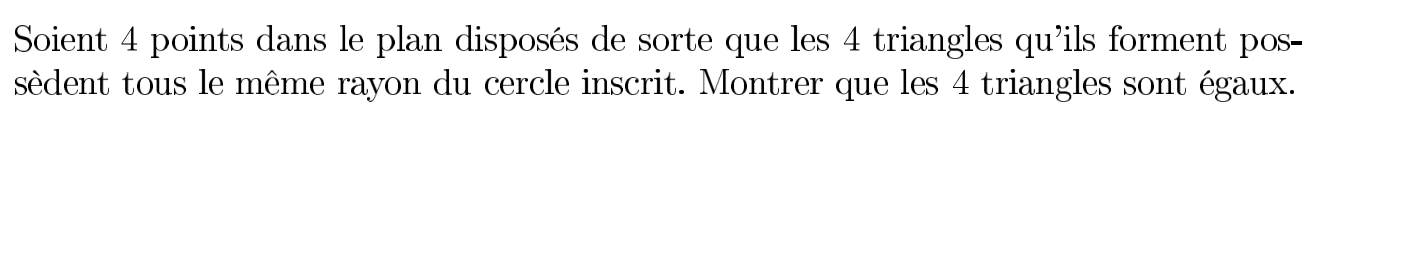 Soient 4 points dans le plan disposés de sorte que les 4 triangles qu'ils forment pos-
sèdent tous le même rayon du cercle inscrit. Montrer que les 4 triangles sont égaux.